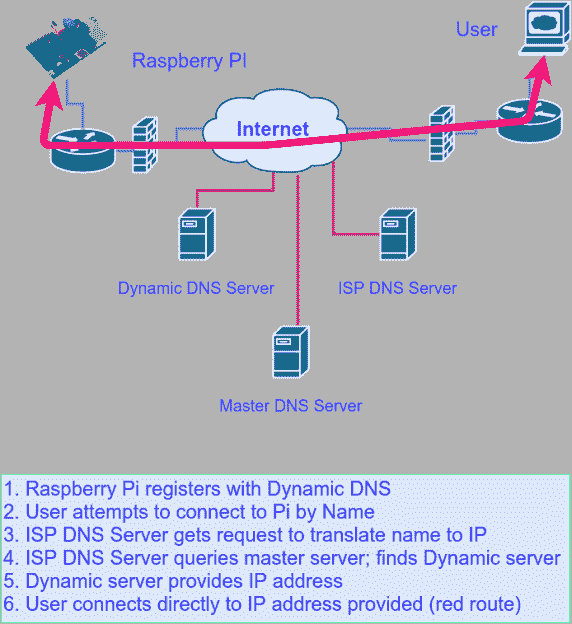 User
Raspberry PI
Internet
Dynamic DNS Server
ISP DNS Server
Master DNS Server
1. Raspberry Pi registers with Dynamic DNS
2. User attempts to connect to Pi by Name
3. ISP DNS Server gets request to translate name to IP
4. ISP DNS Server queries master server; finds Dynamic server
5. Dynamic server provides IP address
6. User connects directly to IP address provided (red route)